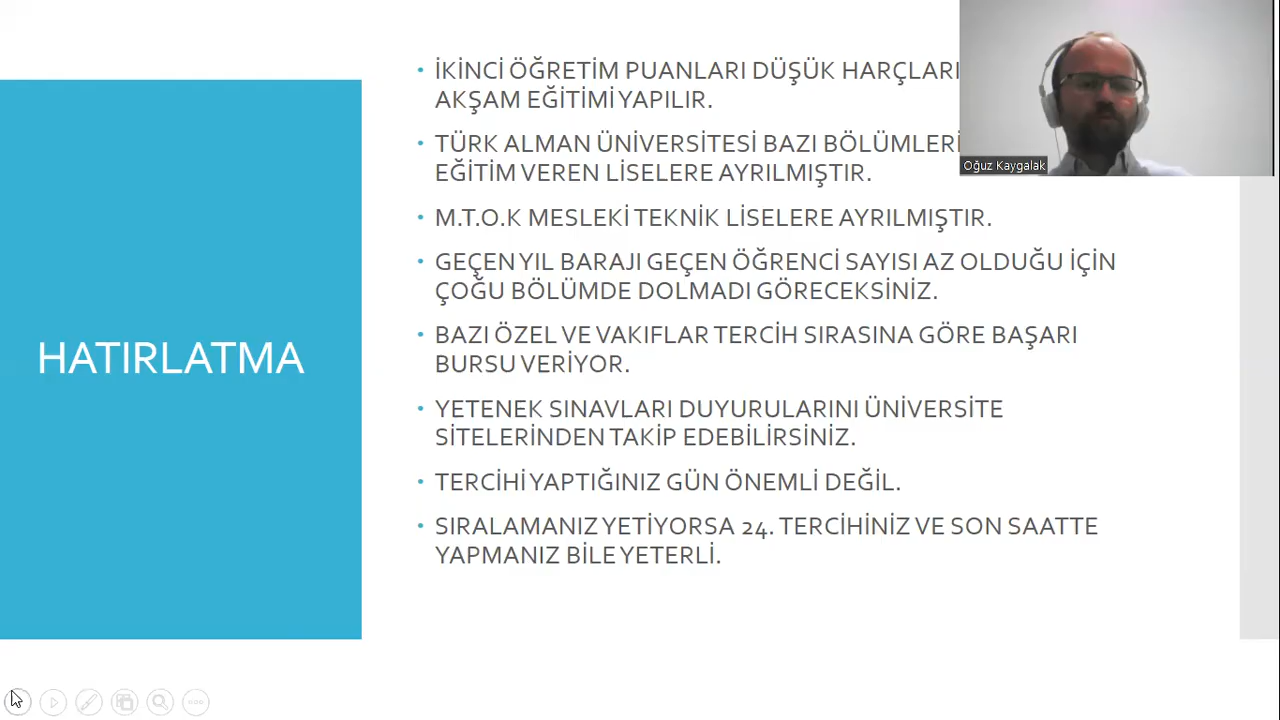 HATIRLATMA
• İKİNCİ ÖĞRETİM PUANLARI DÜŞÜK HARÇLARI
AKŞAM EĞİTİMİ YAPILIR.
• TÜRK ALMAN ÜNİVERSİTESİ BAZI BÖLÜMLERİ
EĞİTİM VEREN LİSELERE AYRILMIŞTIR.
• M.T.O.K MESLEKİ TEKNİK LİSELERE AYRILMIŞTIR.
• GEÇEN YIL BARAJI GEÇEN ÖĞRENCİ SAYISI AZ OLDUĞU İÇİN
ÇOĞU BÖLÜMDE DOLMADI GÖRECEKSİNİZ.
• BAZI ÖZEL VE VAKIFLAR TERCİH SIRASINA GÖRE BAŞARI
BURSU VERİYOR.
• YETENEK SINAVLARI DUYURULARINI ÜNİVERSİTE
SİTELERİNDEN TAKİP EDEBİLİRSİNİZ.
• TERCİHİ YAPTIĞINIZ GÜN ÖNEMLİ DEĞİL.
• SIRALAMANIZ YETİYORSA 24. TERCİHİNİZ VE SON SAATTE
YAPMANIZ BİLE YETERLİ.
Oğuz Kaygalak